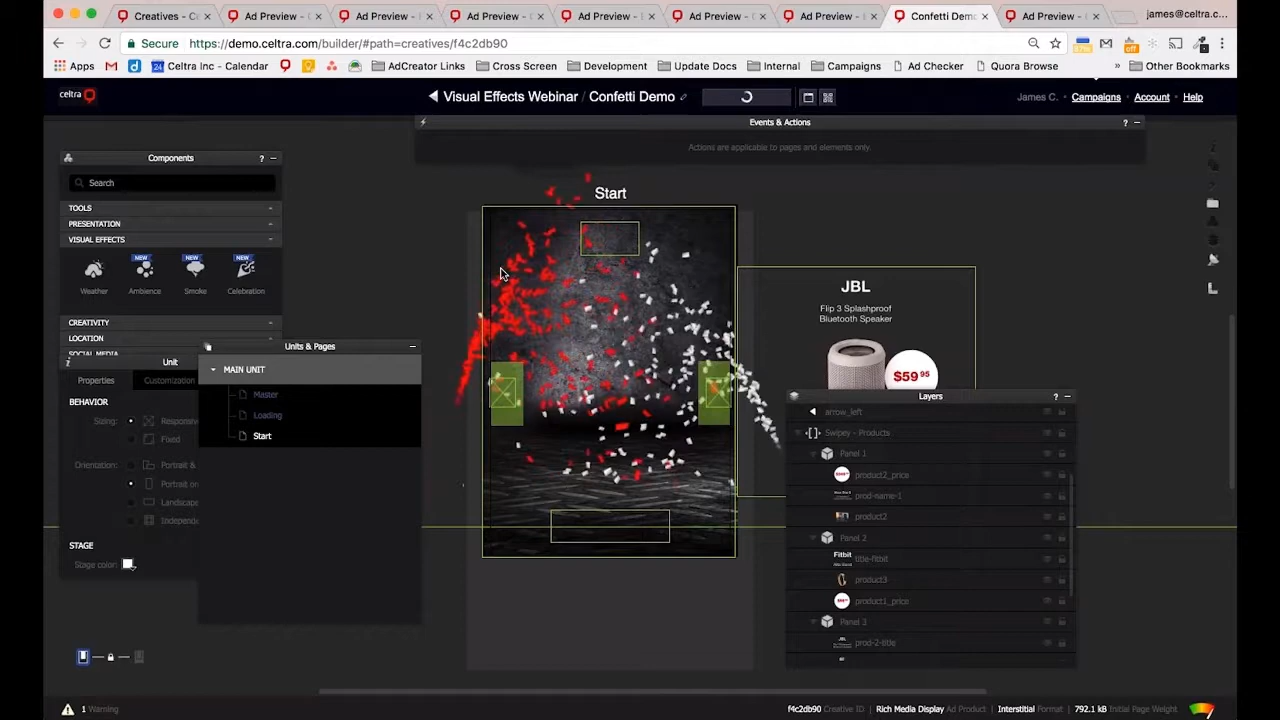 Creatives - C
Ad Preview - C
Ad Preview - F
Ad Preview - E
Ad Preview - E
Ad Preview - C
Ad Preview - E
Confetti Demo
Ad Preview - (
james@celtra.c...
Secure https://demo.celtra.com/builder/#path=creatives/f4c2db90
Apps
24 Celtra Inc - Calendar
AdCreator Links
Cross Screen
Development
Update Docs
Internal
Campaigns
Ad Checker
Quora Browse
»
Other Bookmarks
celtra
Visual Effects Webinar / Confetti Demo
James C.
Campaigns
Account
Help
Events & Actions
? –
Actions are applicable to pages and elements only.
Components
? –
Search
TOOLS
PRESENTATION
VISUAL EFFECTS
NEW NEW NEW
Weather Ambience Smoke Celebration
CREATIVITY
LOCATION
SOCIAL MEDIA
Unit
Properties Customization
BEHAVIOR
Sizing: Responsiv
Fixed
Orientation: Portrait &
Portrait on
Landscape
Independe
STAGE
Stage color:
Units & Pages
MAIN UNIT
Master
Loading
Start
Start
JBL
Flip 3 Splashproof
Bluetooth Speaker
$59 95
Layers
? –
arrow_left
Swipey - Products
Panel 1
product2_price
prod-name-1
product2
Panel 2
Fitbit title-fitbit
product3
product1_price
Panel 3
JBL prod-2-title
1 Warning
f4c2db90 Creative ID
Rich Media Display Ad Product
Interstitial Format
792.1 kB Initial Page Weight